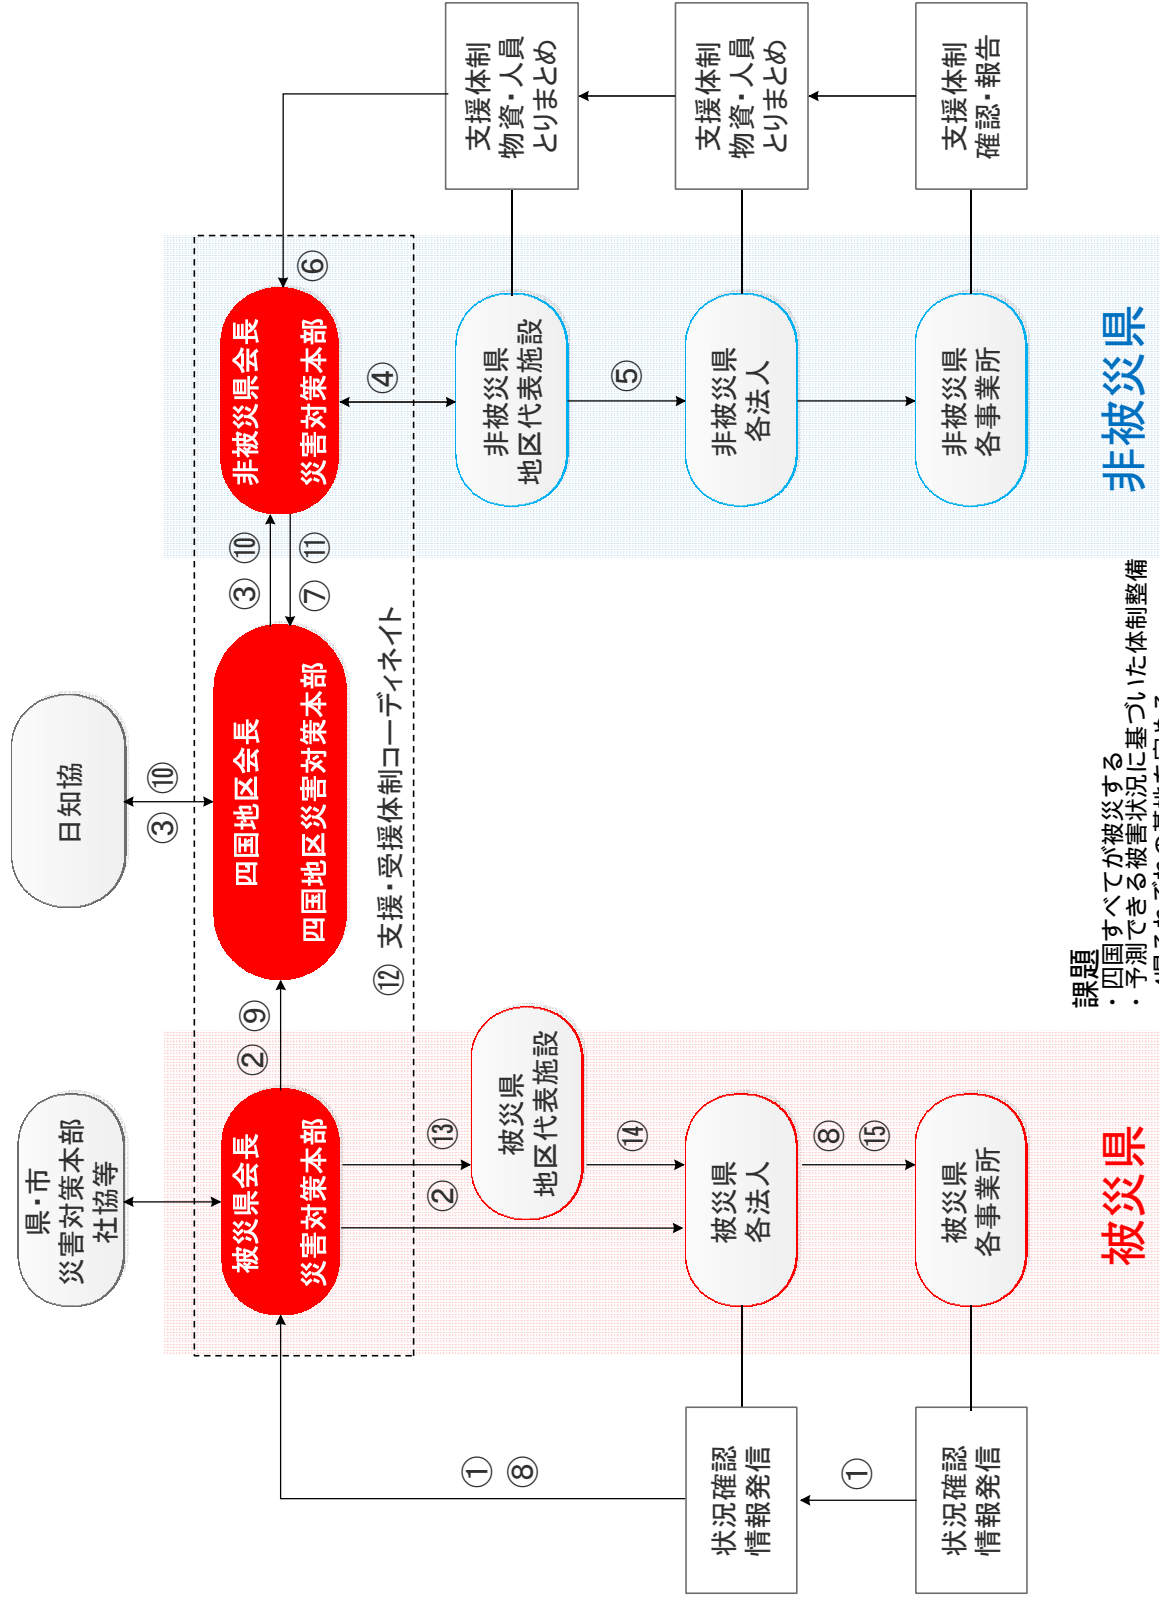 日知協
③ ⑩
県・市
災害対策本部
社協等
被災県会長
災害対策本部
② ⑨
四国地区会長
四国地区災害対策本部
③ ⑩
⑦ ⑪
非被災県会長
災害対策本部
⑥
⑫ 支援・受援体制コーディネイト
④
② ⑬
被災県
地区代表施設
⑭
被災県
各法人
⑧ ⑮
被災県
各事業所
① ⑧
状況確認
情報発信
①
状況確認
情報発信
非被災県
地区代表施設
⑤
非被災県
各法人
非被災県
各事業所
支援体制
物資・人員
とりまとめ
支援体制
物資・人員
とりまとめ
支援体制
確認・報告
被災県
課題
・四国すべてが被災する
・予測できる被害状況に基づいた体制整備
非被災県